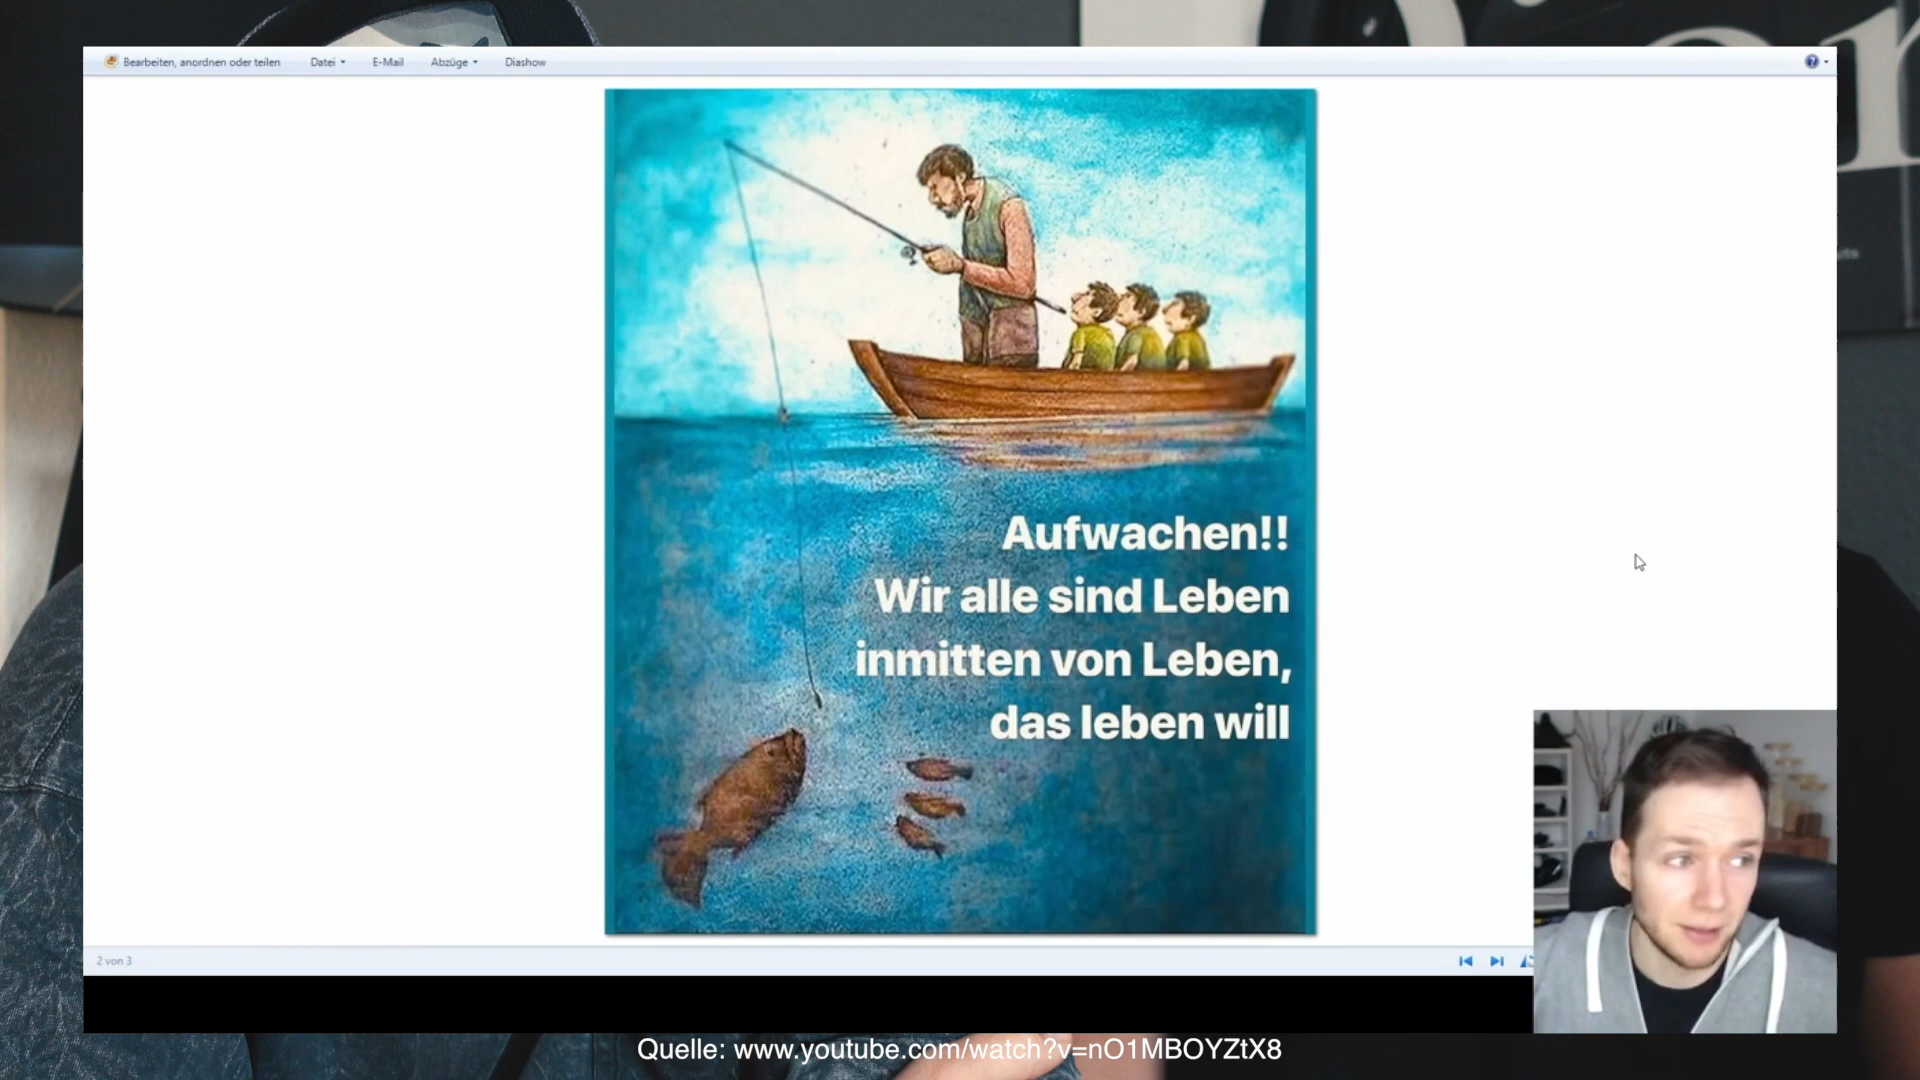 Bearbeiten, anordnen oder teilen Datei E-Mail Abzüge Diashow
Aufwachen!!
Wir alle sind Leben
inmitten von Leben,
das leben will
2 von 3
Quelle: www.youtube.com/watch?v=nO1MBOYZtX8